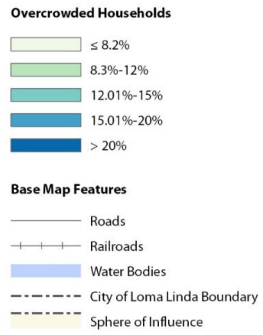 Overcrowded Households
≤ 8.2%
8.3%-12%
12.01%-15%
15.01%-20%
> 20%
Base Map Features
Roads
Railroads
Water Bodies
City of Loma Linda Boundary
Sphere of Influence